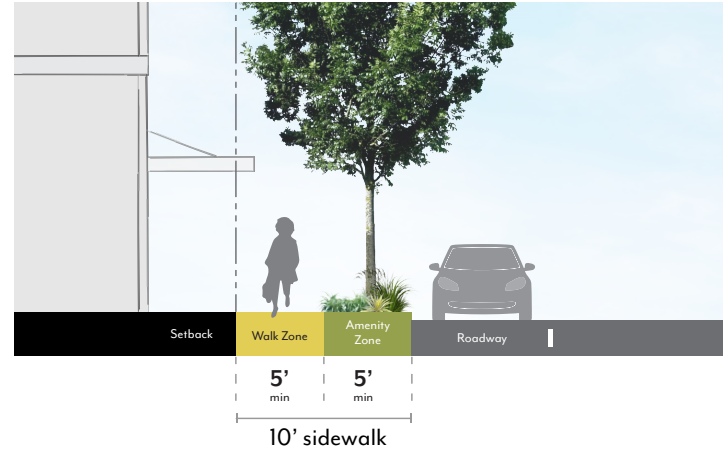 Setback
Walk Zone
Amenity
Zone
Roadway
5’
min
5’
min
10’ sidewalk